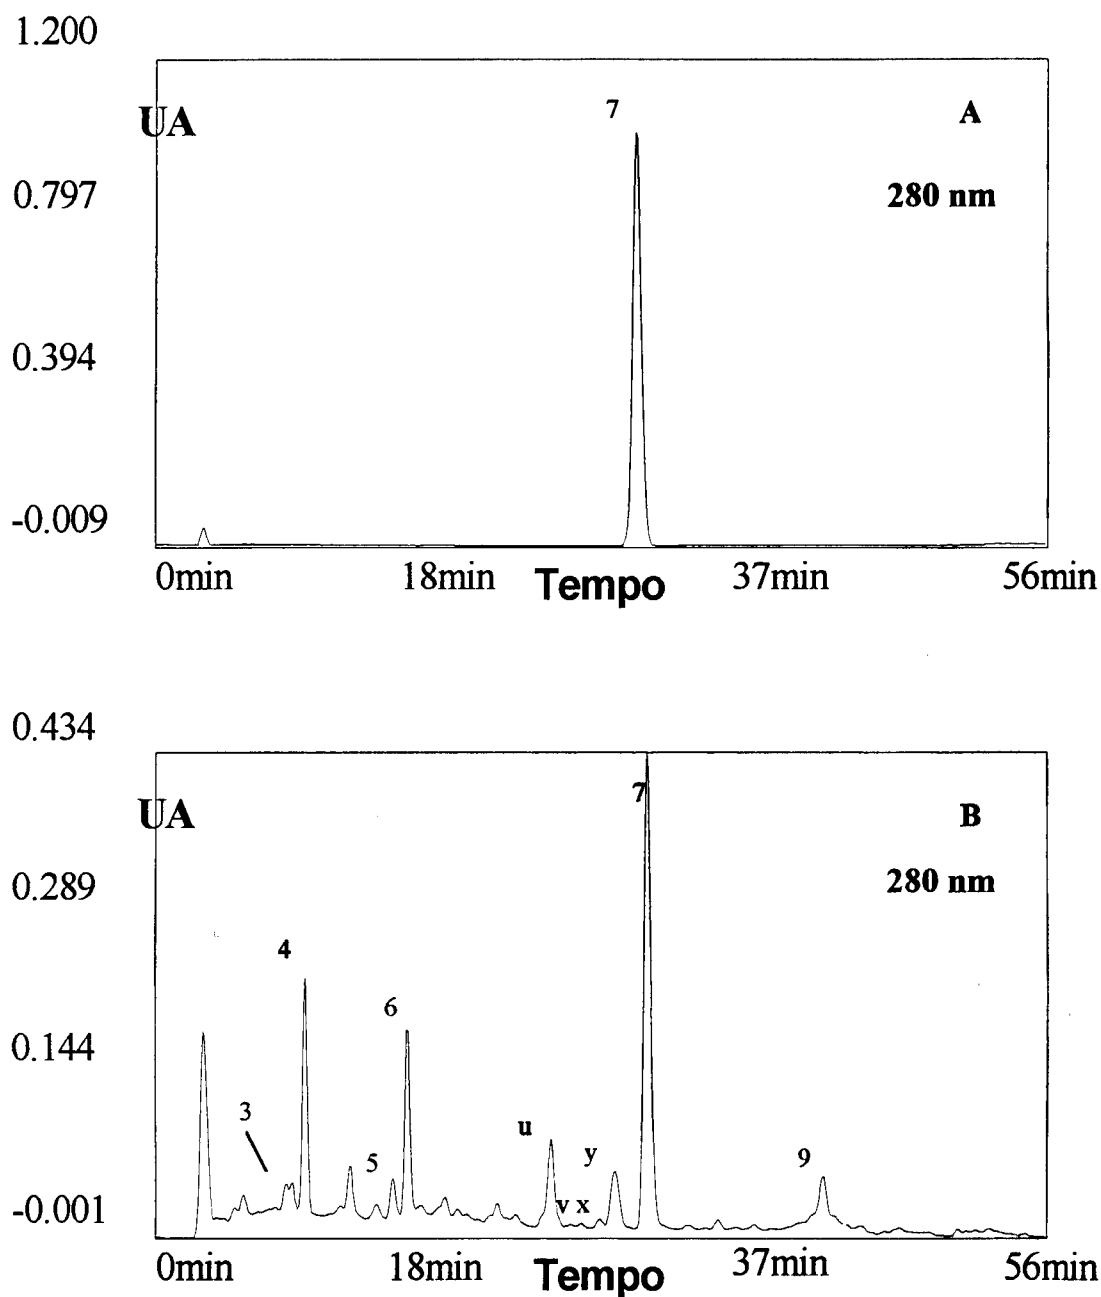 1.200
UA
7
A
0.797
280 nm
0.394
-0.009
0min 18min Tempo 37min 56min
0.434
7
UA
B
0.289
280 nm
4
6
0.144
3
u
5
y
9
v x
-0.001
0min 18min Tempo 37min 56min